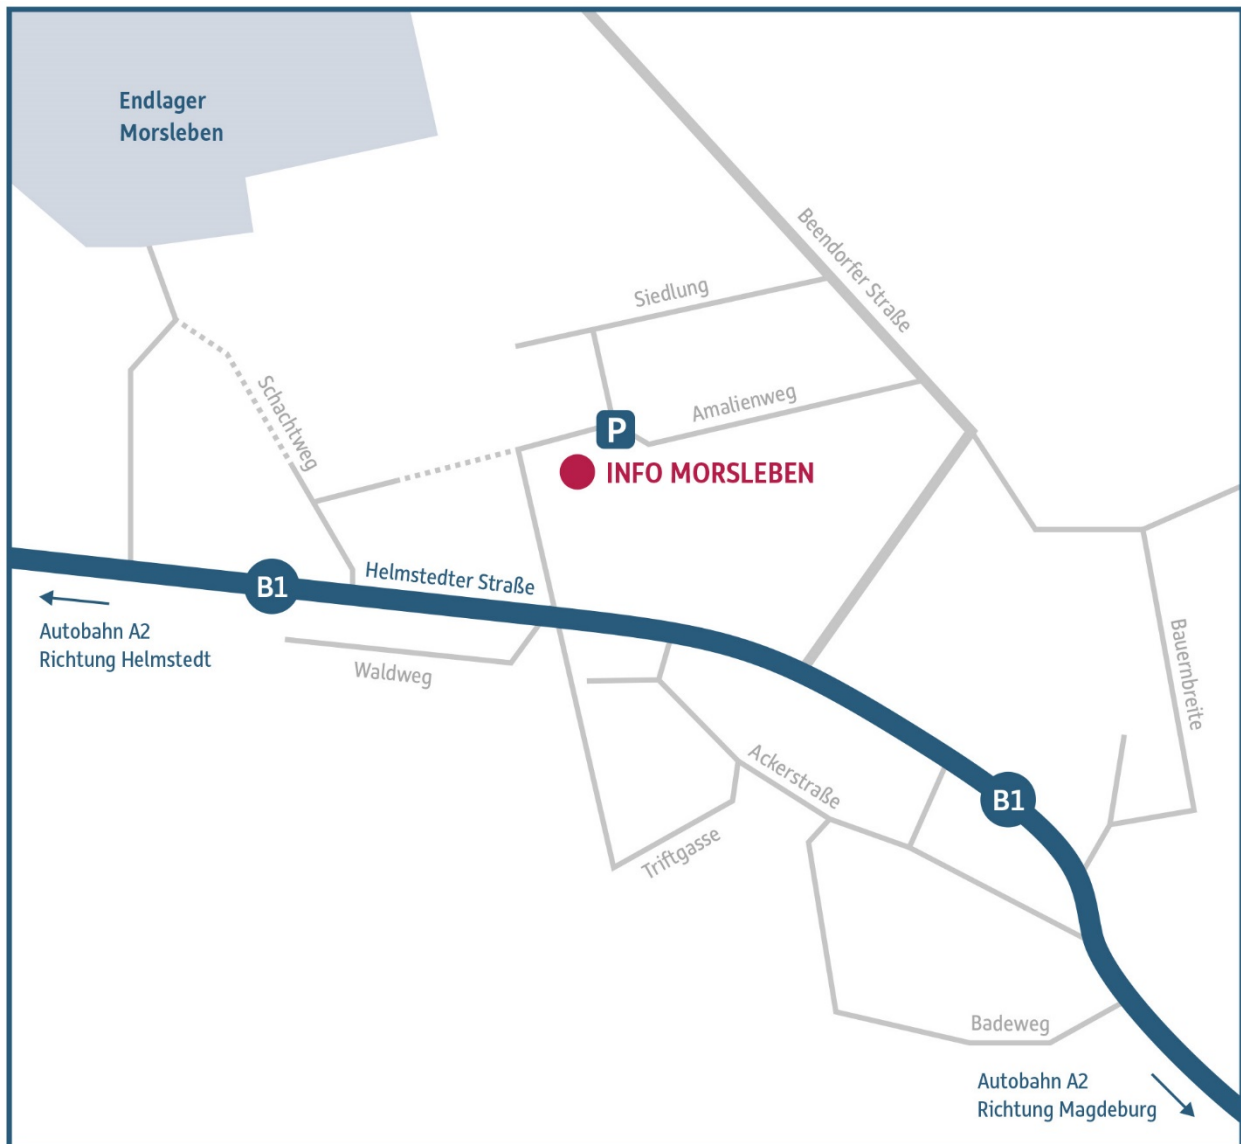 Endlager
Morsleben
Beendorfer Straße
Siedlung
Schachtweg
Amalienweg
P
INFO MORSLEBEN
B1
Helmstedter Straße
Autobahn A2
Richtung Helmstedt
Waldweg
Bauernbreite
Ackerstraße
B1
Triftgasse
Badeweg
Autobahn A2
Richtung Magdeburg